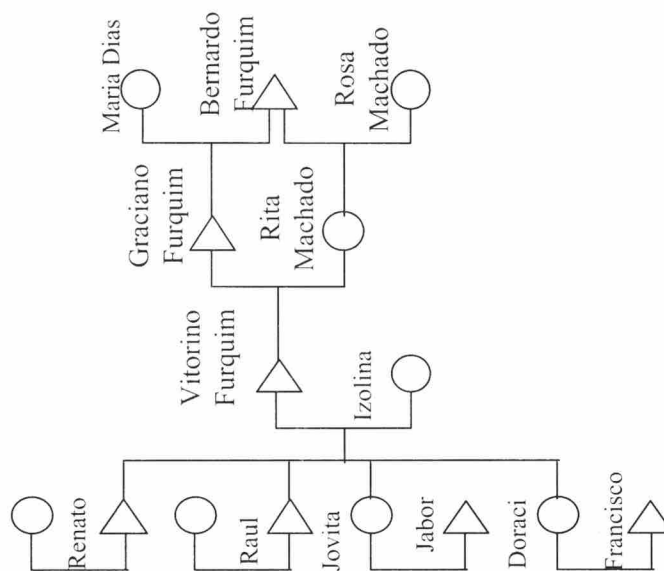 Maria Dias
Bernardo
Furquim
Rosa
Machado
Graciano
Furquim
Rita
Machado
Vitorino
Furquim
Izolina
Renato
Raul
Jovita
Jabor
Doraci
Francisco